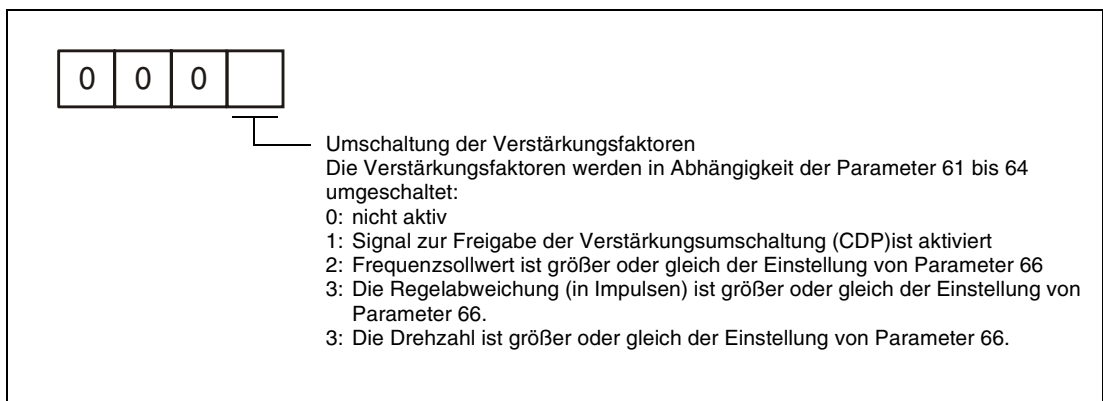 0 0 0
Umschaltung der Verstärkungsfaktoren
Die Verstärkungsfaktoren werden in Abhängigkeit der Parameter 61 bis 64
umgeschaltet:
0: nicht aktiv
1: Signal zur Freigabe der Verstärkungsumschaltung (CDP)ist aktiviert
2: Frequenzsollwert ist größer oder gleich der Einstellung von Parameter 66
3: Die Regelabweichung (in Impulsen) ist größer oder gleich der Einstellung von
Parameter 66.
3: Die Drehzahl ist größer oder gleich der Einstellung von Parameter 66.